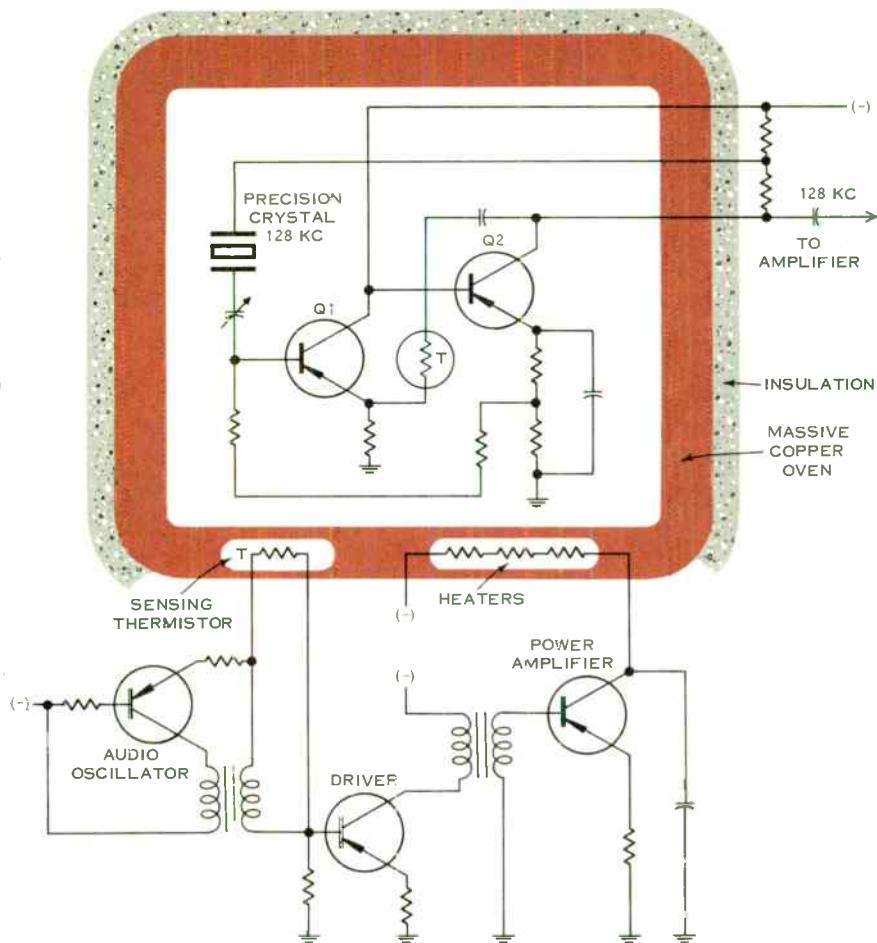 (-)
PRECISION
CRYSTAL
128 KC
128 KC
TO
AMPLIFIER
Q1
Q2
T
INSULATION
MASSIVE
COPPER
OVEN
T
SENSING
THERMISTOR
HEATERS
(-)
(-)
POWER
AMPLIFIER
(-)
AUDIO
OSCILLATOR
DRIVER